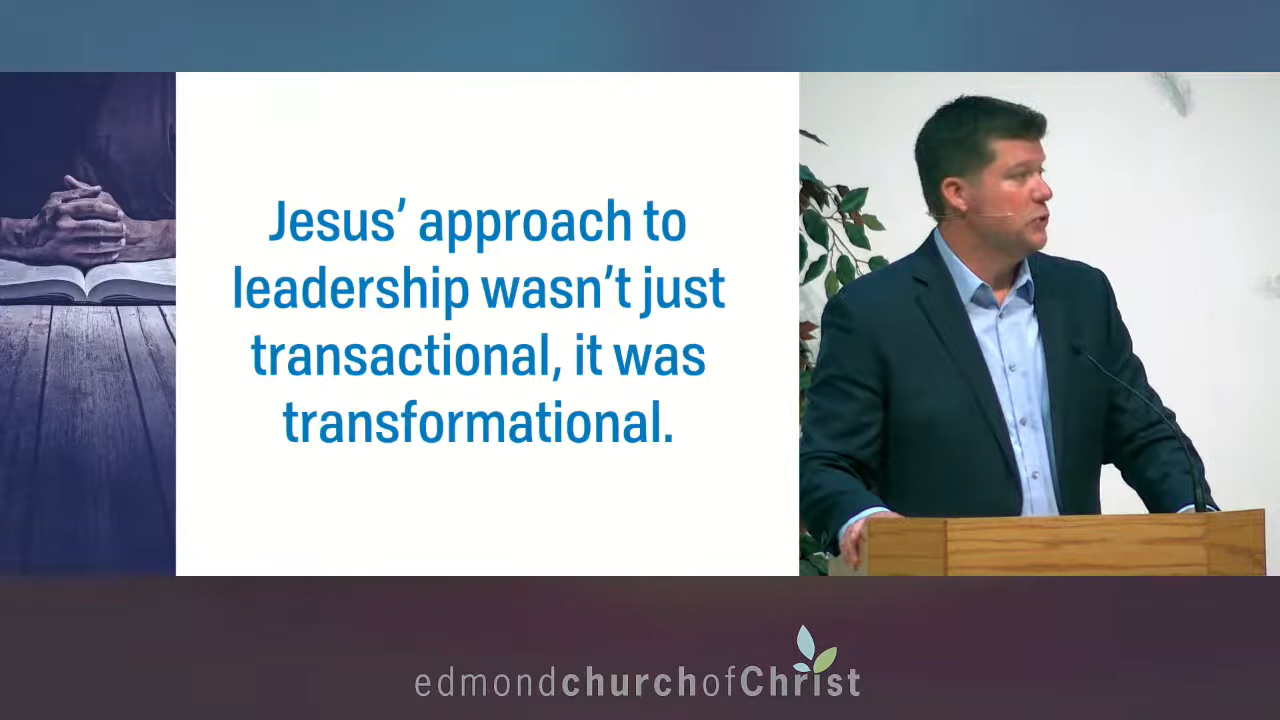 Jesus’ approach to
leadership wasn’t just
transactional, it was
transformational.
edmondchurchofChrist